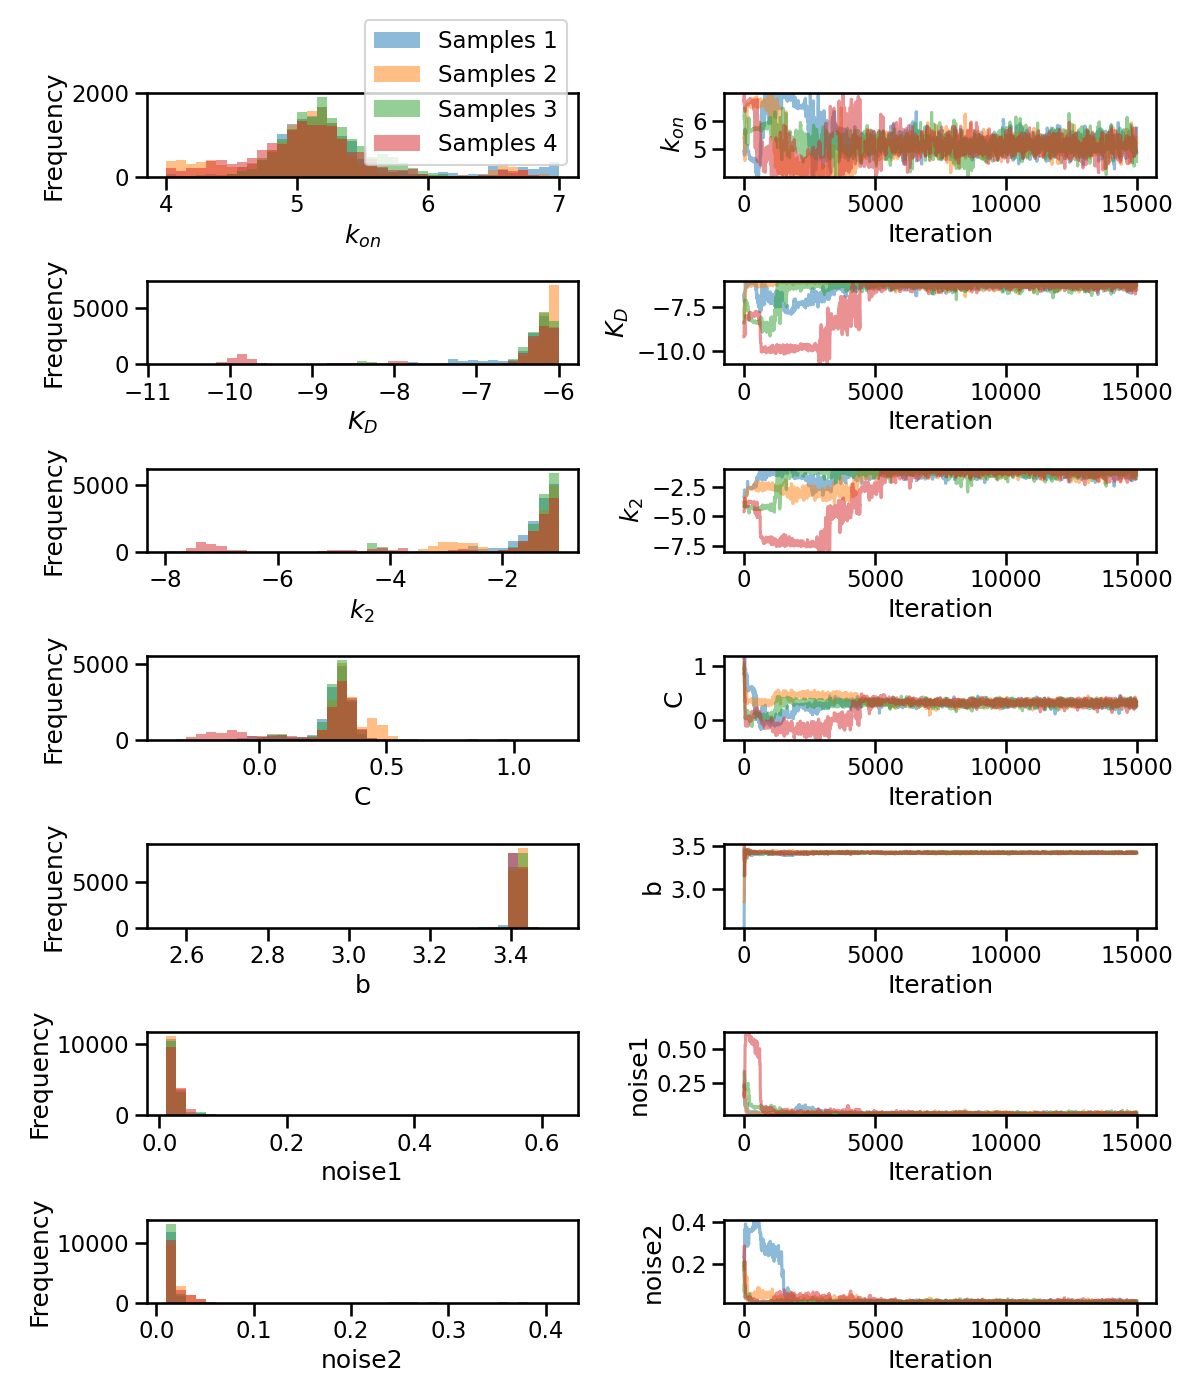 Samples 1
Samples 2
Samples 3
Samples 4
Frequency
2000
0
4 5 6 7
k_on
k_on
6
5
0 5000 10000 15000
Iteration
Frequency
5000
0
−11 −10 −9 −8 −7 −6
K_D
K_D
−7.5
−10.0
0 5000 10000 15000
Iteration
Frequency
5000
0
−8 −6 −4 −2
k_2
k_2
−2.5
−5.0
−7.5
0 5000 10000 15000
Iteration
Frequency
5000
0
0.0 0.5 1.0
C
C
1
0
0 5000 10000 15000
Iteration
Frequency
5000
0
2.6 2.8 3.0 3.2 3.4
b
b
3.5
3.0
0 5000 10000 15000
Iteration
Frequency
10000
0
0.0 0.2 0.4 0.6
noise1
noise1
0.50
0.25
0 5000 10000 15000
Iteration
Frequency
10000
0
0.0 0.1 0.2 0.3 0.4
noise2
noise2
0.4
0.2
0 5000 10000 15000
Iteration